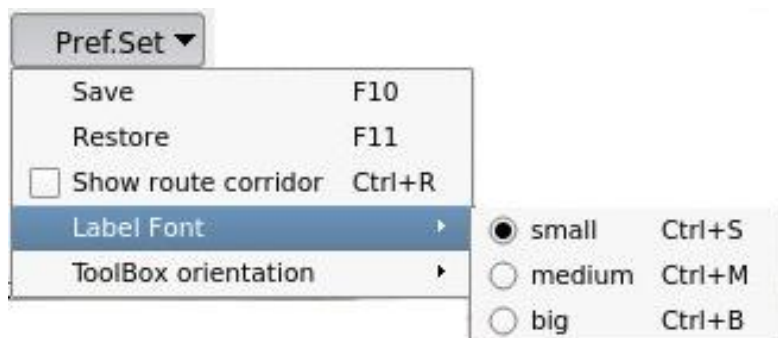 Pref.Set
Save F10
Restore F11
Show route corridor Ctrl+R
Label Font
small Ctrl+S
ToolBox orientation
medium Ctrl+M
big Ctrl+B